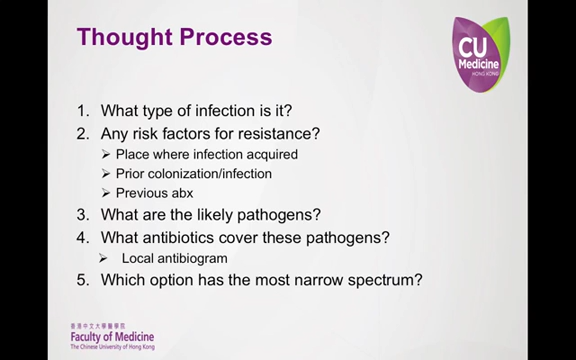 Thought Process
CU
Medicine
HONG KONG
1. What type of infection is it?
2. Any risk factors for resistance?
➢ Place where infection acquired
➢ Prior colonization/infection
➢ Previous abx
3. What are the likely pathogens?
4. What antibiotics cover these pathogens?
➢ Local antibiogram
5. Which option has the most narrow spectrum?
香港中文大學醫學院
Faculty of Medicine
The Chinese University of Hong Kong